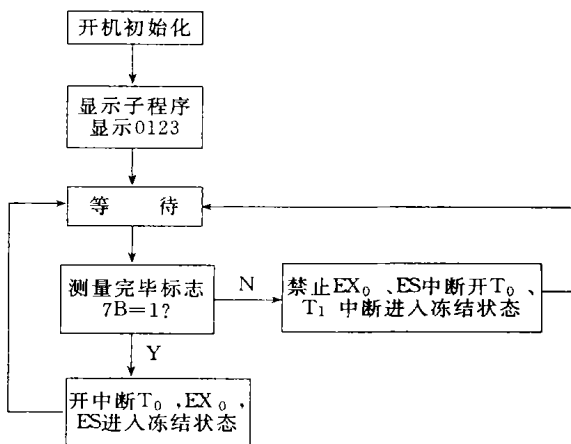 开机初始化
显示子程序
显示0123
等 待
测量完毕标志
7B=1?
N
禁止EX₀、ES中断开T₀、
T₁ 中断进入冻结状态
Y
开中断T₀,EX₀,
ES进入冻结状态